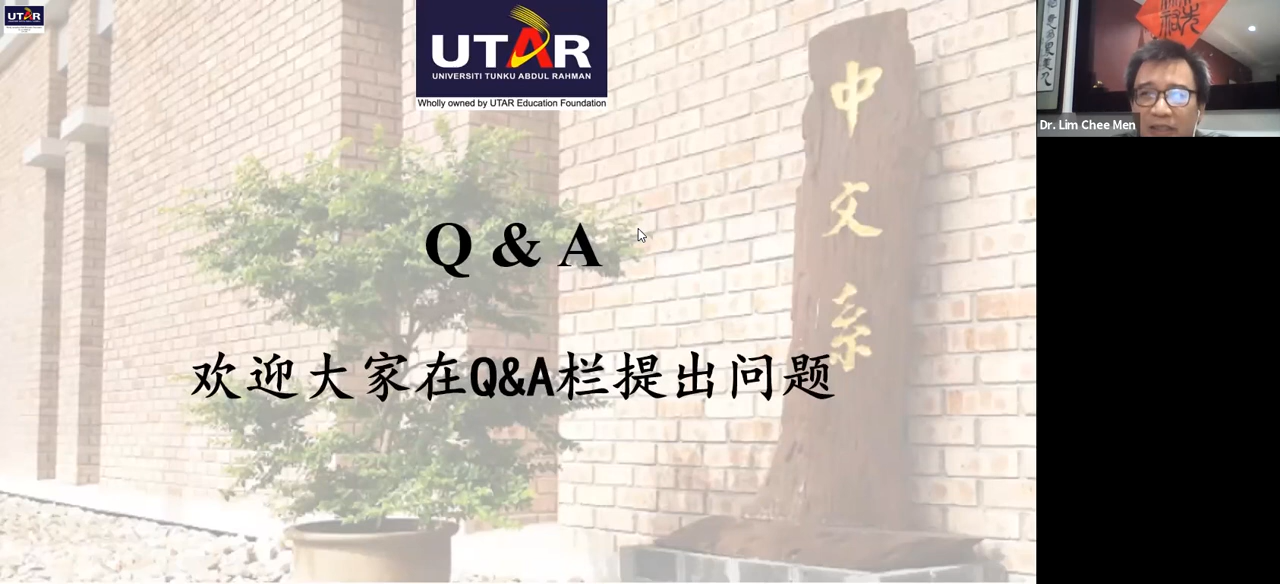 UTAR
UTAR
UNIVERSITI TUNKU ABDUL RAHMAN
Wholly owned by UTAR Education Foundation
中文系
Q & A
欢迎大家在Q&A栏提出问题
Dr. Lim Chee Men